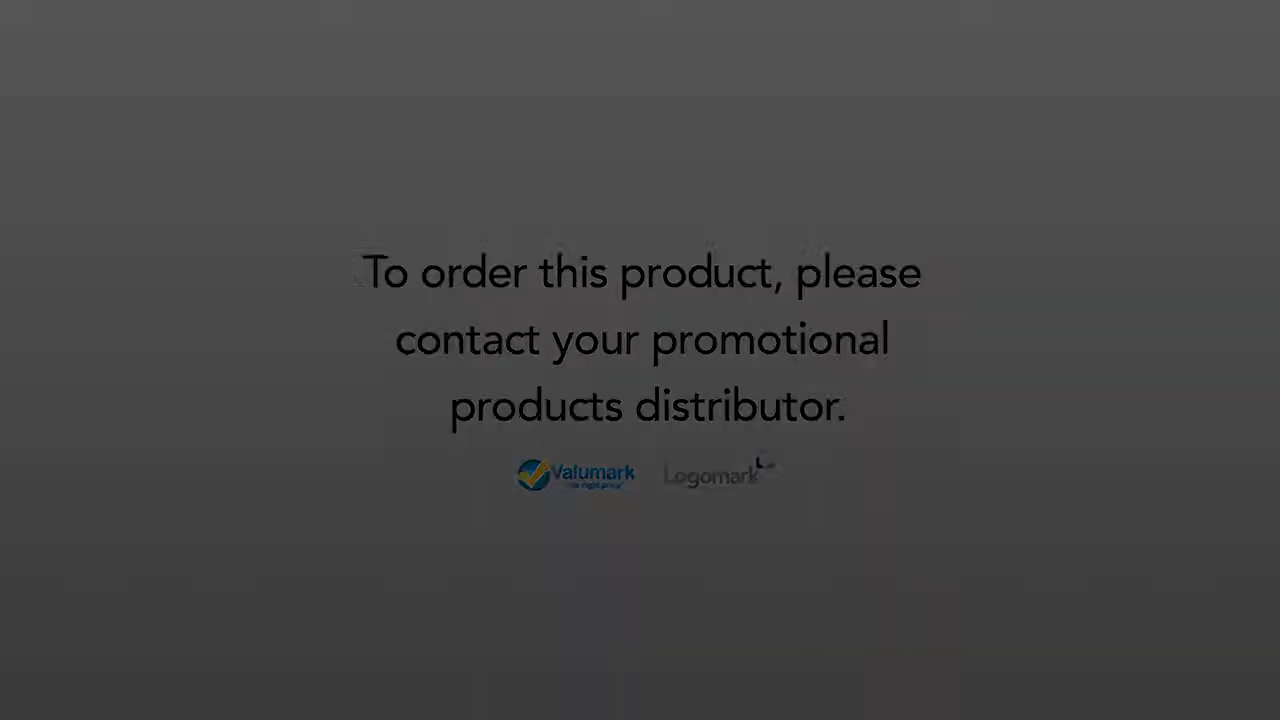 To order this product, please
contact your promotional
products distributor.
Valumark Logomark